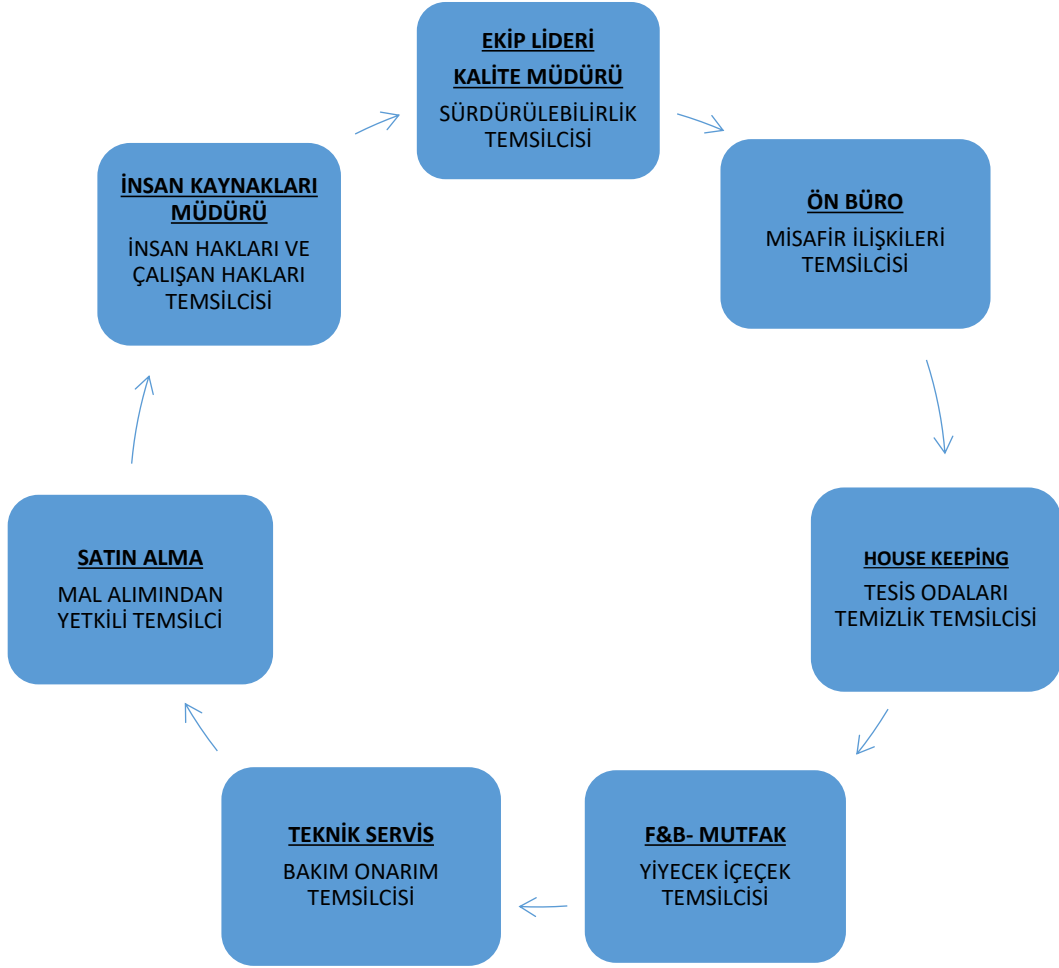 EKİP LİDERİ
KALİTE MÜDÜRÜ
SÜRDÜRÜLEBİLİRLİK
TEMSİLCİSİ
ÖN BÜRO
MİSAFİR İLİŞKİLERİ
TEMSİLCİSİ
HOUSE KEEPİNG
TESİS ODALARI
TEMİZLİK TEMSİLCİSİ
F&B- MUTFAK
YİYECEK İÇEÇEK
TEMSİLCİSİ
TEKNİK SERVİS
BAKIM ONARIM
TEMSİLCİSİ
SATIN ALMA
MAL ALIMINDAN
YETKİLİ TEMSİLCİ
İNSAN KAYNAKLARI
MÜDÜRÜ
İNSAN HAKLARI VE
ÇALIŞAN HAKLARI
TEMSİLCİSİ